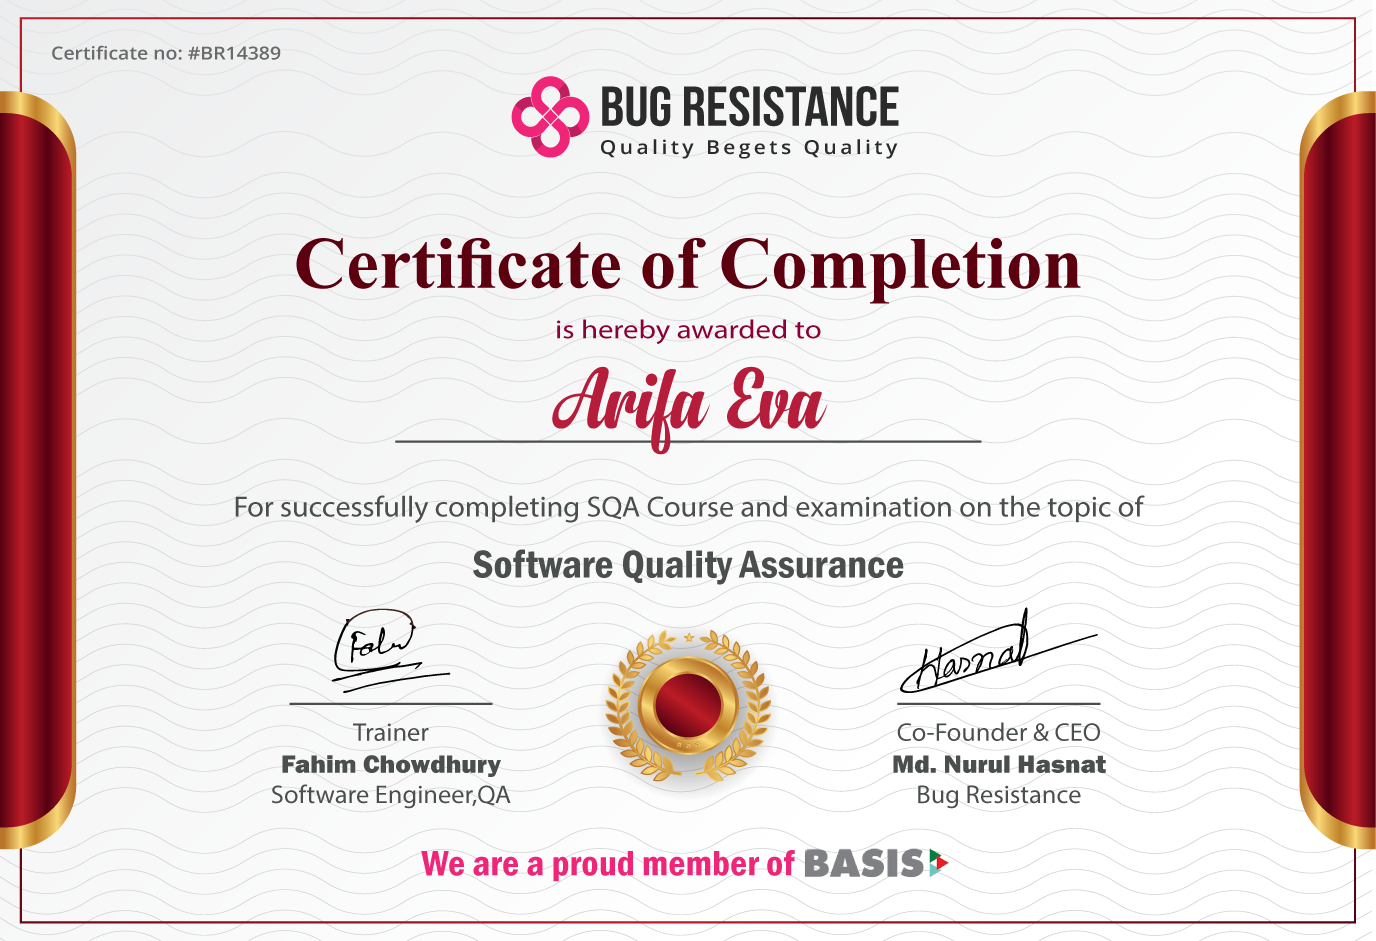 Certificate no: #BR14389
BUG RESISTANCE
Quality Begets Quality
Certificate of Completion
is hereby awarded to
Arifa Eva
For successfully completing SQA Course and examination on the topic of
Software Quality Assurance
Fahim
Hasnat
Trainer
Fahim Chowdhury
Software Engineer,QA
Co-Founder & CEO
Md. Nurul Hasnat
Bug Resistance
We are a proud member of BASIS